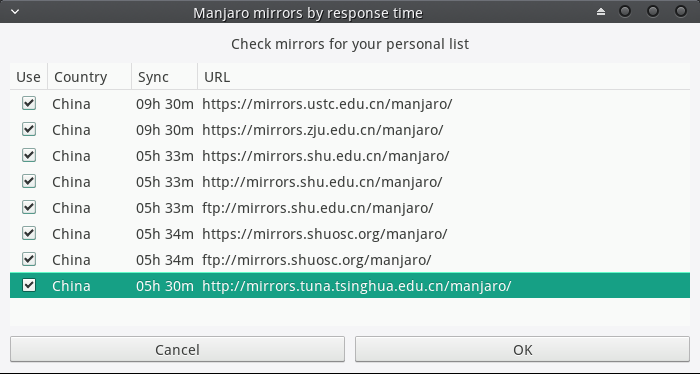 Manjaro mirrors by response time
Check mirrors for your personal list
Use Country Sync URL
China 09h 30m https://mirrors.ustc.edu.cn/manjaro/
China 09h 30m https://mirrors.zju.edu.cn/manjaro/
China 05h 33m https://mirrors.shu.edu.cn/manjaro/
China 05h 33m http://mirrors.shu.edu.cn/manjaro/
China 05h 33m ftp://mirrors.shu.edu.cn/manjaro/
China 05h 34m https://mirrors.shuosc.org/manjaro/
China 05h 34m ftp://mirrors.shuosc.org/manjaro/
China 05h 30m http://mirrors.tuna.tsinghua.edu.cn/manjaro/
Cancel OK